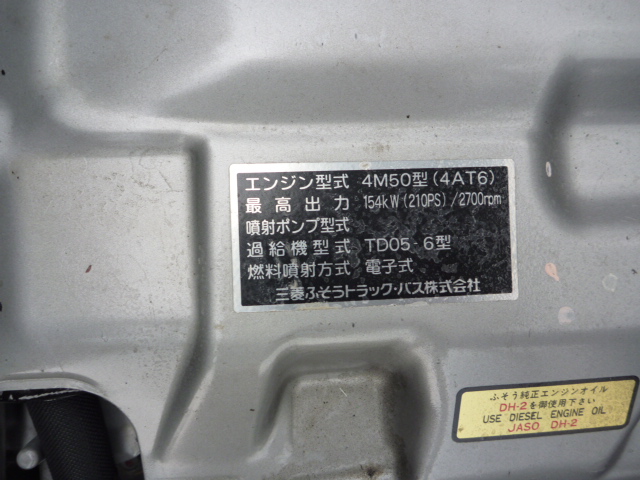 エンジン型式 4M50型(4AT6)
最高出力 154kW(210PS)/2700rpm
噴射ポンプ型式
過給機型式 TD05-6型
燃料噴射方式 電子式
三菱ふそうトラック・バス株式会社
ふそう純正エンジンオイル
DH-2を御使用下さい
USE DIESEL ENGINE OIL
JASO DH-2